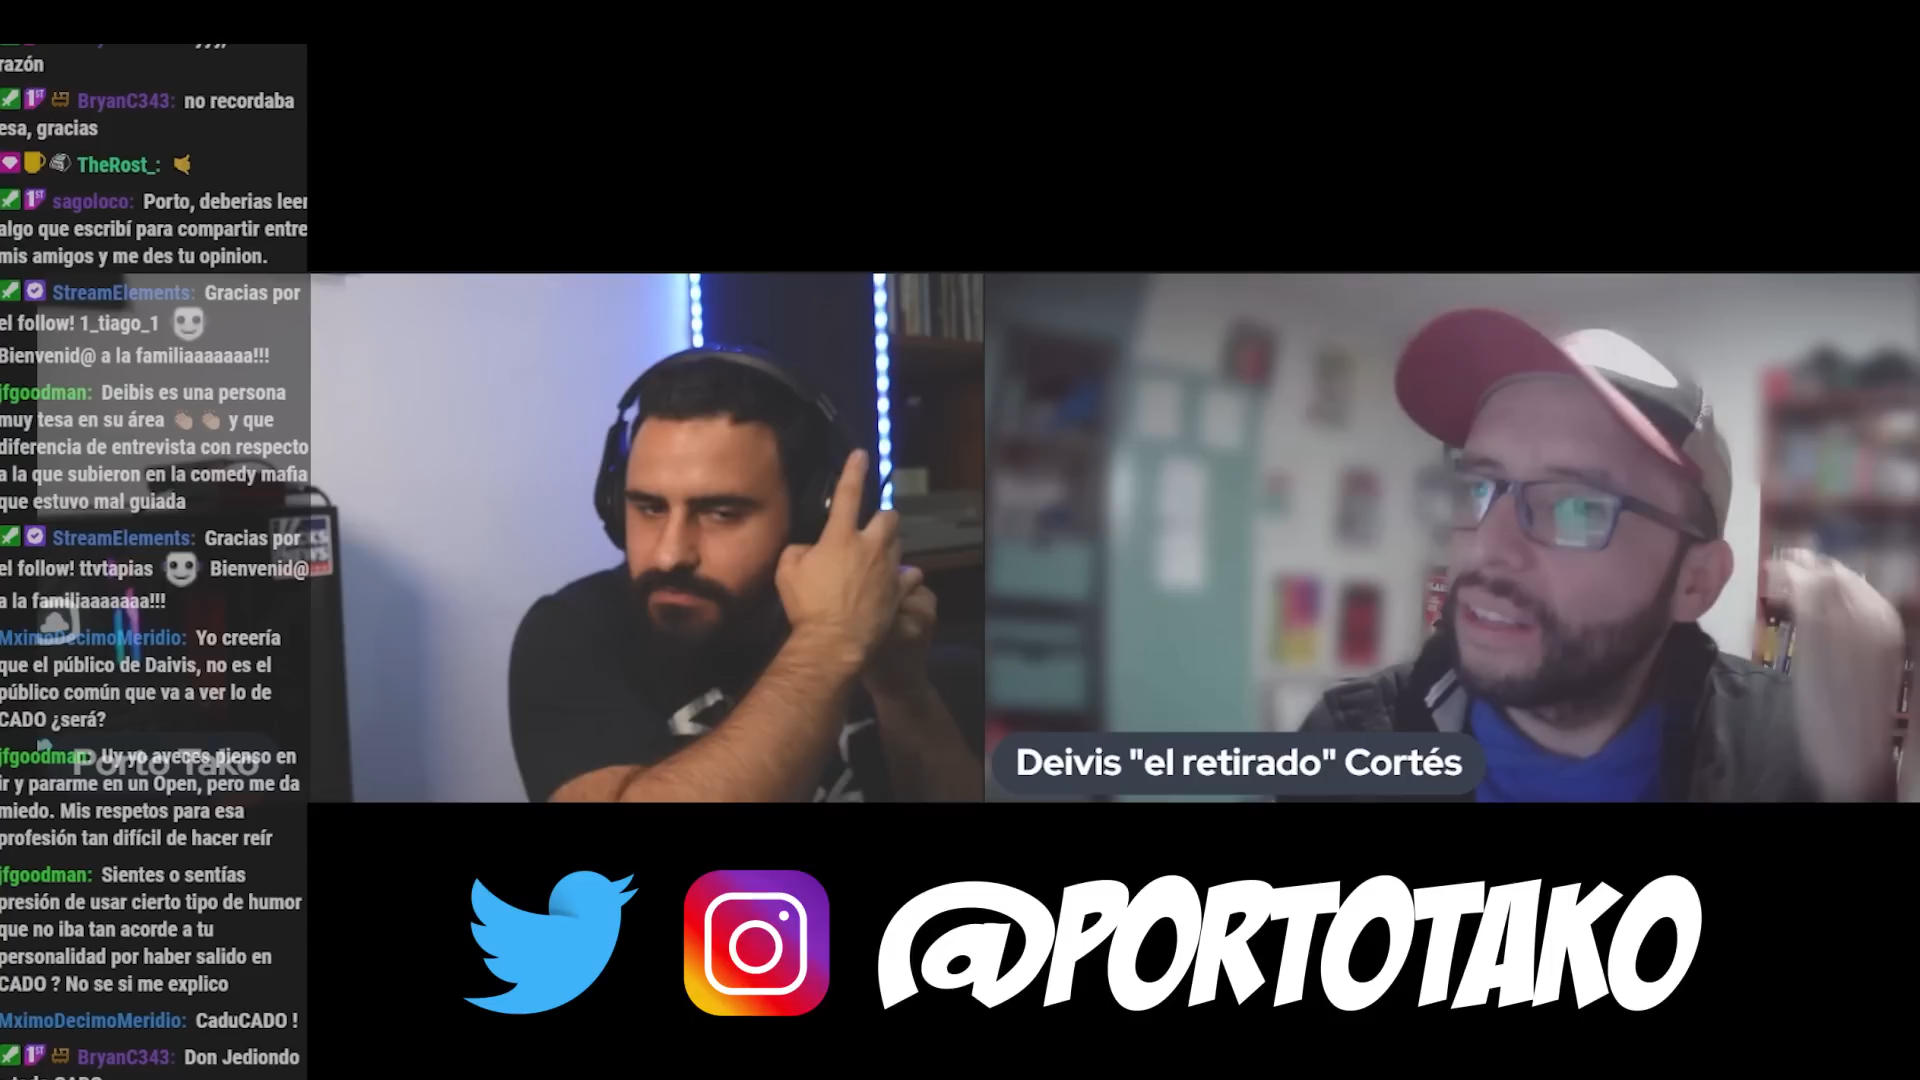 razón
BryanC343: no recordaba
esa, gracias
TheRost_:
sagoloco: Porto, deberias leer
algo que escribí para compartir entre
mis amigos y me des tu opinion.
StreamElements: Gracias por
el follow! 1_tiago_1
Bienvenid@ a la familiaaaaaaa!!!
jfgoodman: Deibis es una persona
muy tesa en su área y que
diferencia de entrevista con respecto
a la que subieron en la comedy mafia
que estuvo mal guiada
StreamElements: Gracias por
el follow! ttvtapias Bienvenid@
a la familiaaaaaaa!!!
MximoDecimoMeridio: Yo creería
que el público de Daivis, no es el
público común que va a ver lo de
CADO ¿será?
jfgoodman: Uy yo aveces pienso en
ir y pararme en un Open, pero me da
miedo. Mis respetos para esa
profesión tan difícil de hacer reír
jfgoodman: Sientes o sentías
presión de usar cierto tipo de humor
que no iba tan acorde a tu
personalidad por haber salido en
CADO ? No se si me explico
MximoDecimoMeridio: CaduCADO !
BryanC343: Don Jediondo
Porto Tako
Deivis "el retirado" Cortés
@PORTOTAKO